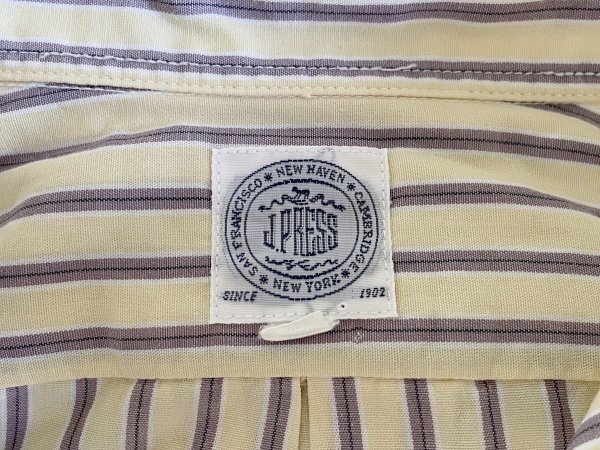 NEW HAVEN * CAMBRIDGE * NEW YORK * SAN FRANCISCO *
J.PRESS
SINCE 1902